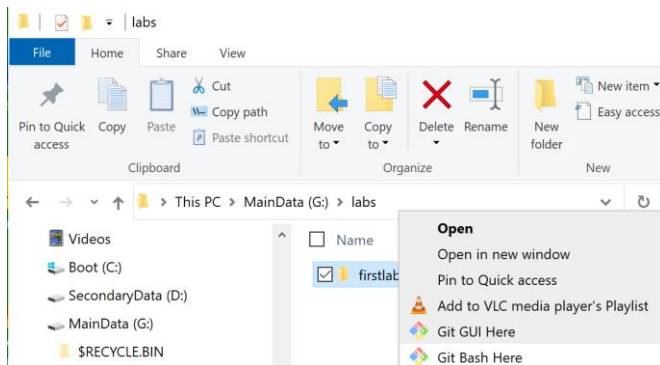 labs
File Home Share View
Pin to Quick access
Copy
Paste
Cut
Copy path
Paste shortcut
Clipboard
Move to
Copy to
Delete
Rename
Organize
New folder
New item
Easy access
New
This PC > MainData (G:) > labs
Videos
Boot (C:)
SecondaryData (D:)
MainData (G:)
$RECYCLE.BIN
Name
firstlab
Open
Open in new window
Pin to Quick access
Add to VLC media player's Playlist
Git GUI Here
Git Bash Here